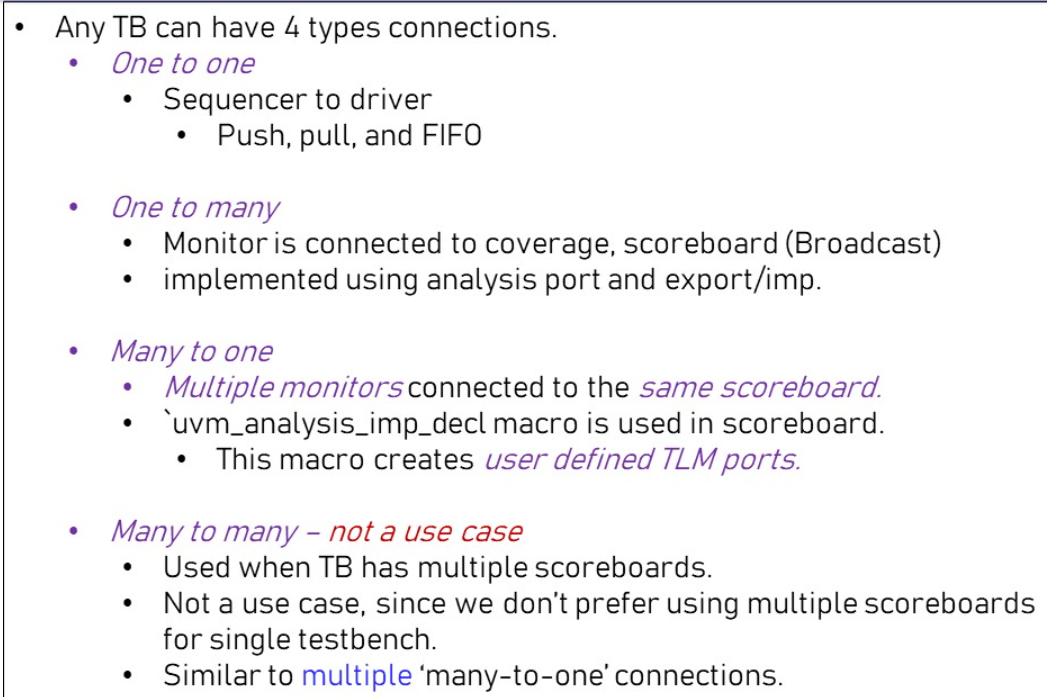 • Any TB can have 4 types connections.
• One to one
• Sequencer to driver
• Push, pull, and FIFO
• One to many
• Monitor is connected to coverage, scoreboard (Broadcast)
• implemented using analysis port and export/imp.
• Many to one
• Multiple monitors connected to the same scoreboard.
• `uvm_analysis_imp_decl macro is used in scoreboard.
• This macro creates user defined TLM ports.
• Many to many – not a use case
• Used when TB has multiple scoreboards.
• Not a use case, since we don't prefer using multiple scoreboards
for single testbench.
• Similar to multiple 'many-to-one' connections.